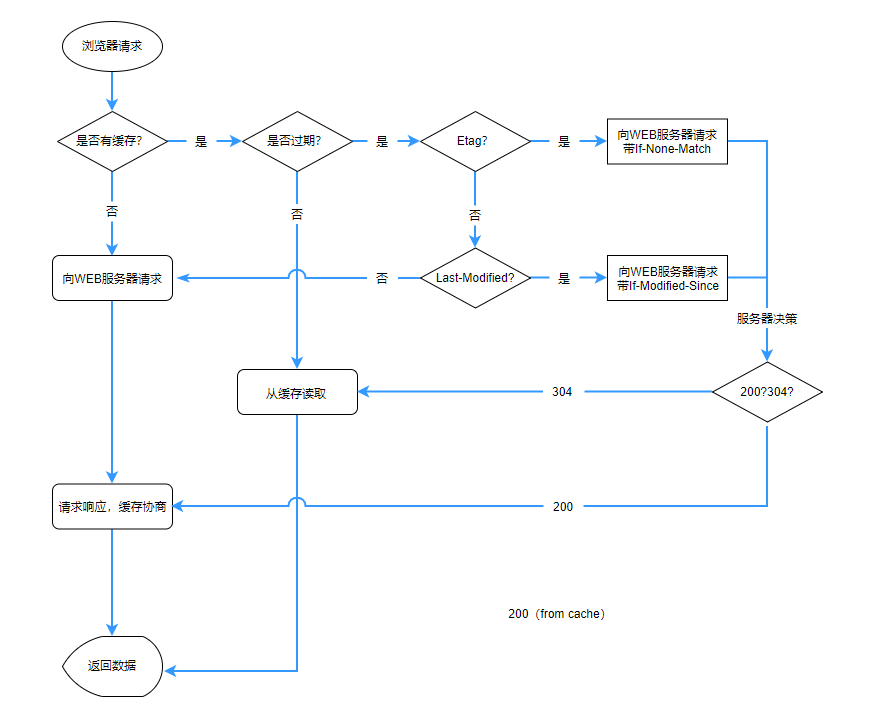 浏览器请求
是否有缓存?
是
是否过期?
是
Etag?
是
向WEB服务器请求
带If-None-Match
否
否
否
向WEB服务器请求
否
Last-Modified?
是
向WEB服务器请求
带If-Modified-Since
服务器决策
从缓存读取
304
200?304?
请求响应，缓存协商
200
200（from cache）
返回数据